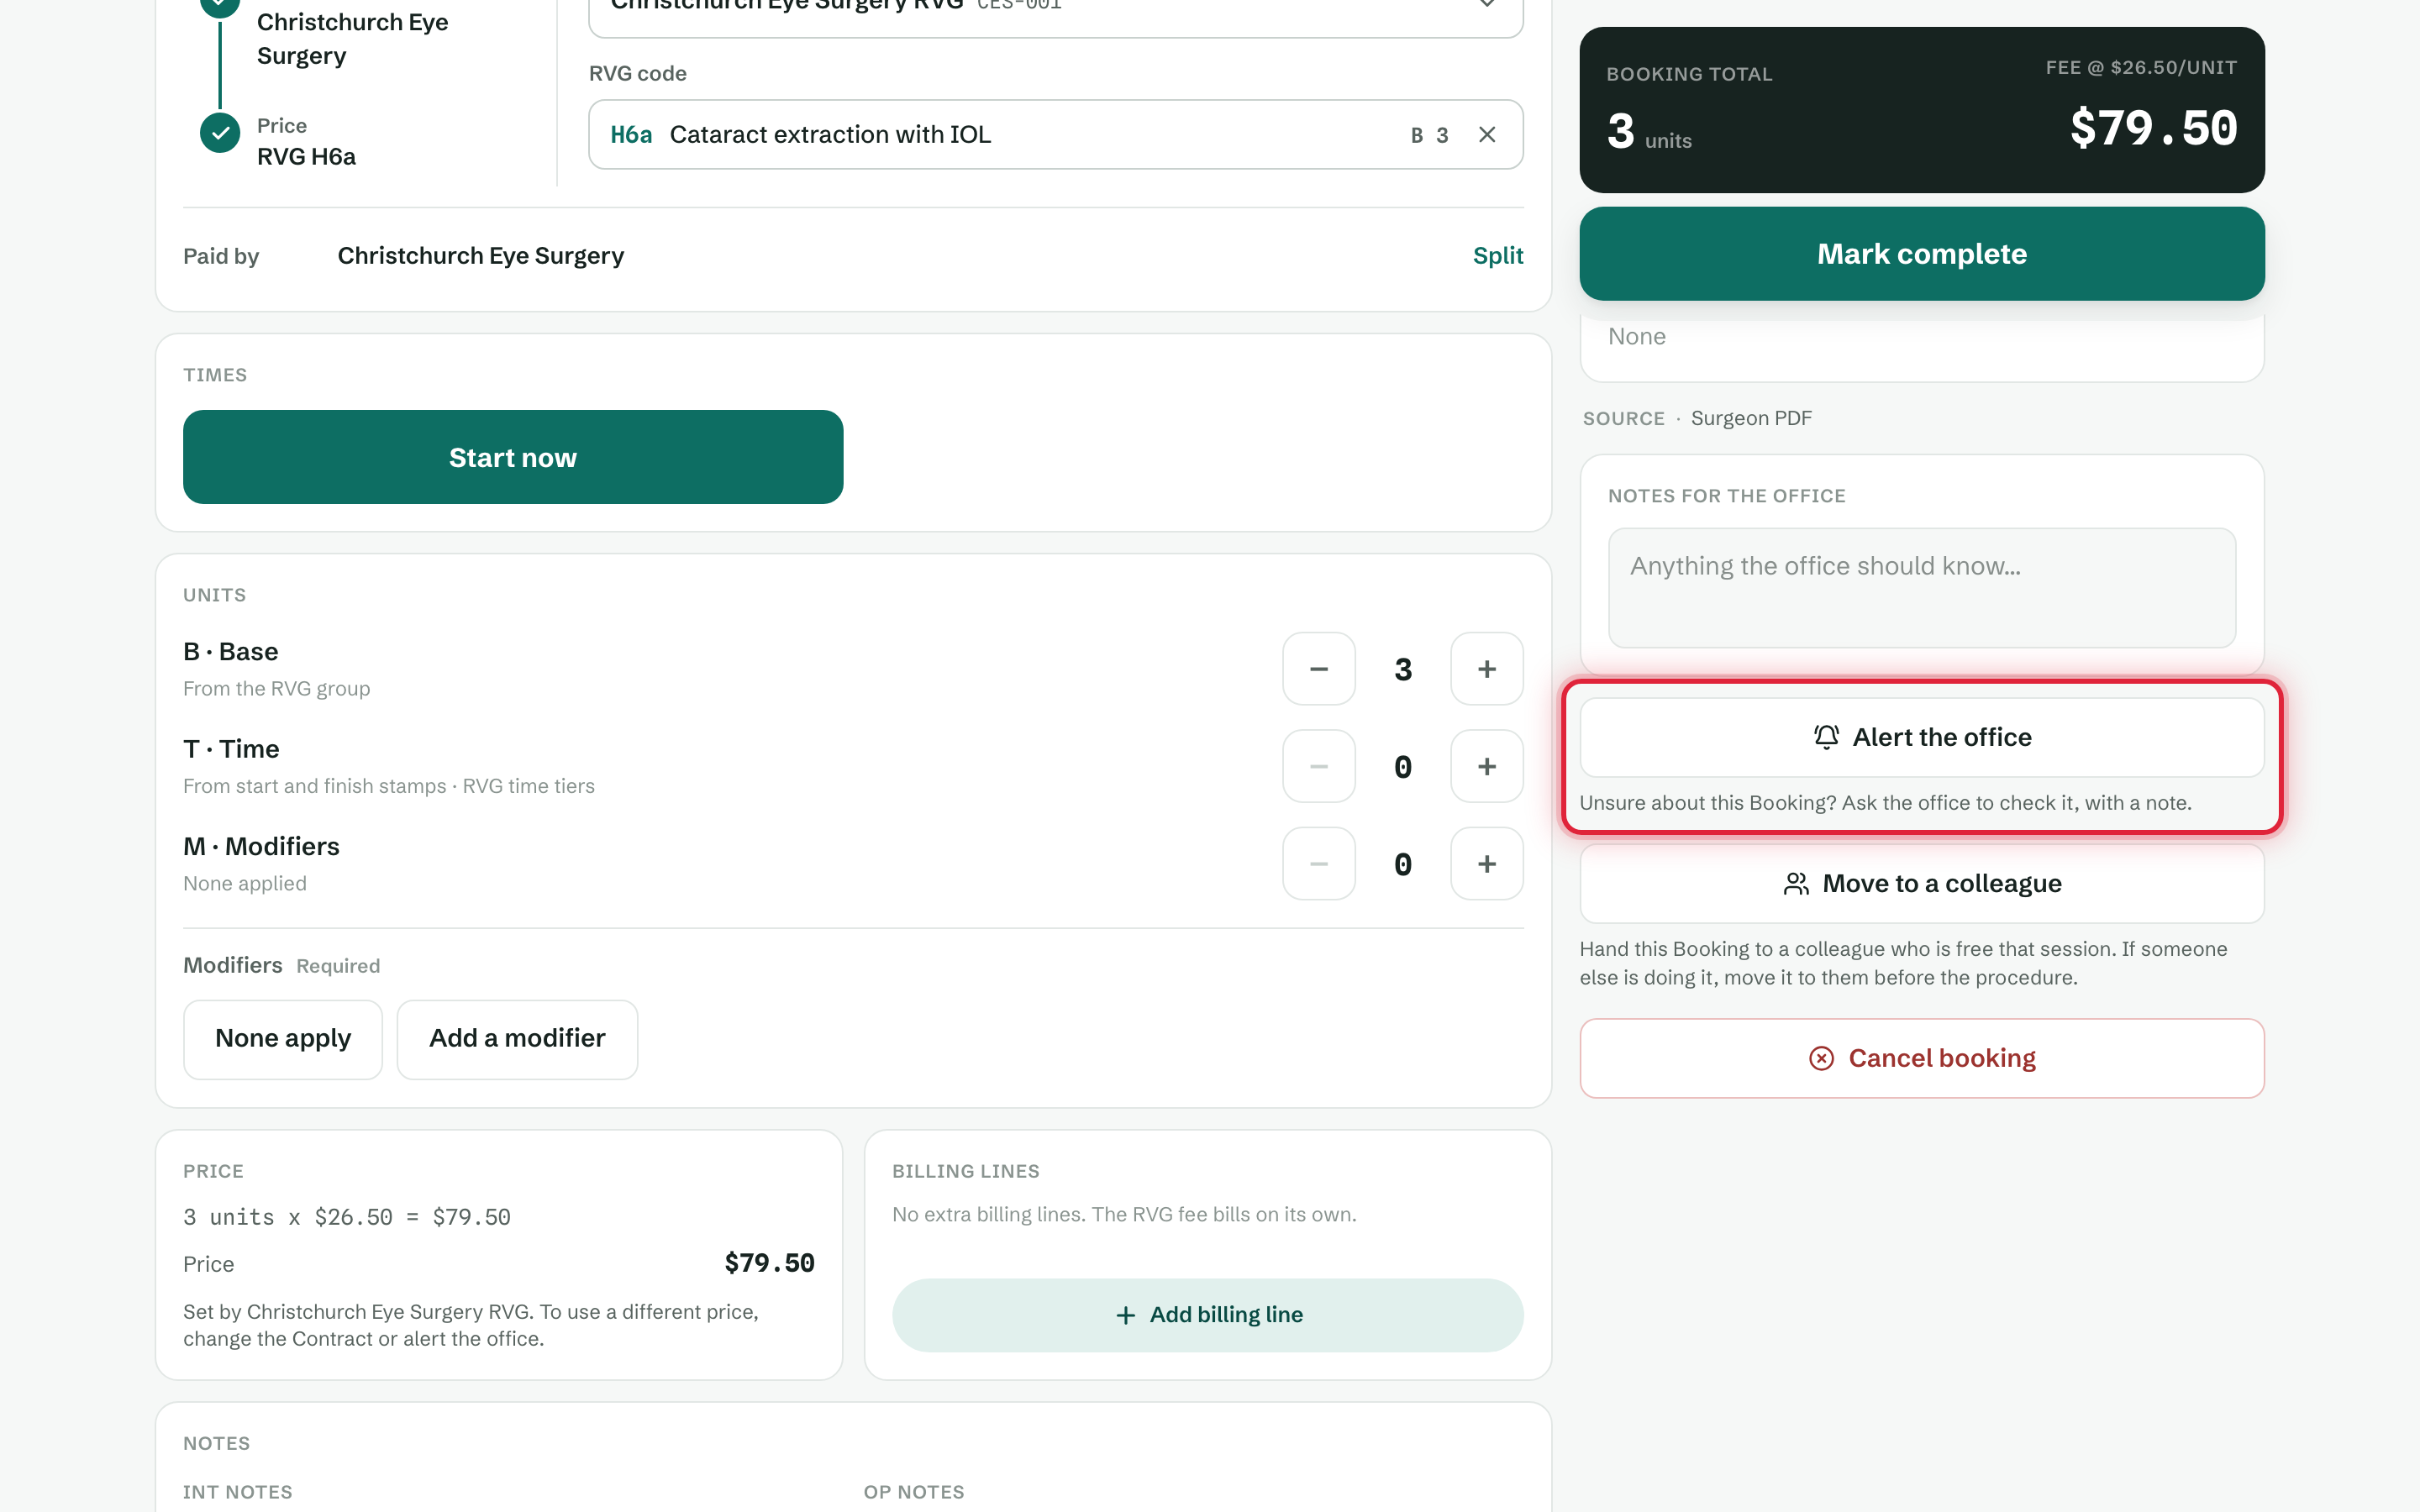 Christchurch Eye
Surgery
Price
RVG H6a
Christchurch Eye Surgery RVG CES-001
RVG code
H6a Cataract extraction with IOL B 3
Paid by Christchurch Eye Surgery Split
TIMES
Start now
UNITS
B · Base
From the RVG group
3
T · Time
From start and finish stamps · RVG time tiers
0
M · Modifiers
None applied
0
Modifiers Required
None apply Add a modifier
PRICE
3 units x $26.50 = $79.50
Price $79.50
Set by Christchurch Eye Surgery RVG. To use a different price,
change the Contract or alert the office.
BILLING LINES
No extra billing lines. The RVG fee bills on its own.
+ Add billing line
NOTES
INT NOTES OP NOTES
BOOKING TOTAL FEE @ $26.50/UNIT
3 units $79.50
Mark complete
None
SOURCE · Surgeon PDF
NOTES FOR THE OFFICE
Anything the office should know...
Alert the office
Unsure about this Booking? Ask the office to check it, with a note.
Move to a colleague
Hand this Booking to a colleague who is free that session. If someone
else is doing it, move it to them before the procedure.
Cancel booking